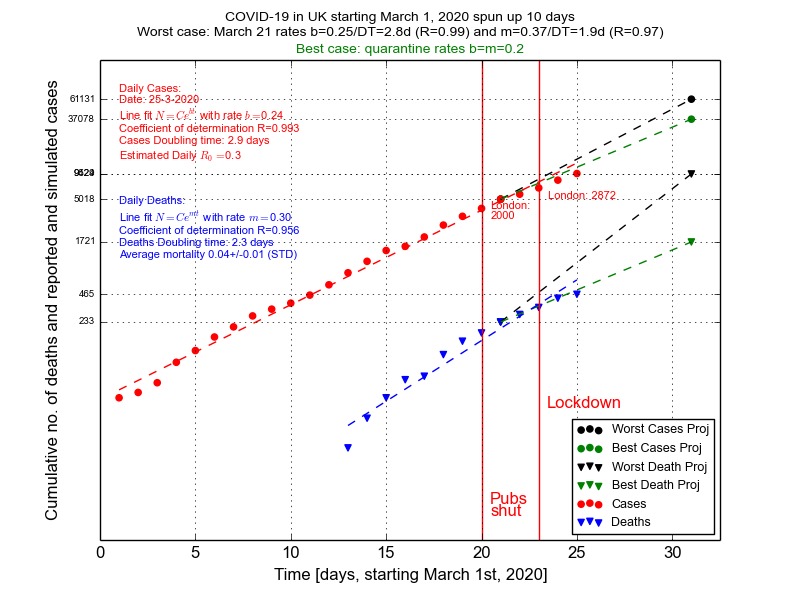 COVID-19 in UK starting March 1, 2020 spun up 10 days
Worst case: March 21 rates b=0.25/DT=2.8d (R=0.99) and m=0.37/DT=1.9d (R=0.97)
Best case: quarantine rates b=m=0.2
Cumulative no. of deaths and reported and simulated cases
61131
37078
5018
1721
465
233
Daily Cases:
Date: 25-3-2020
Line fit N=Ce^bt with rate b=0.24
Coefficient of determination R=0.993
Cases Doubling time: 2.9 days
Estimated Daily R_0=0.3
Daily Deaths:
Line fit N=Ce^mt with rate m=0.30
Coefficient of determination R=0.956
Deaths Doubling time: 2.3 days
Average mortality 0.04+/-0.01 (STD)
London:
2000
London: 2872
Lockdown
Pubs
shut
Worst Cases Proj
Best Cases Proj
Worst Death Proj
Best Death Proj
Cases
Deaths
0 5 10 15 20 25 30
Time [days, starting March 1st, 2020]